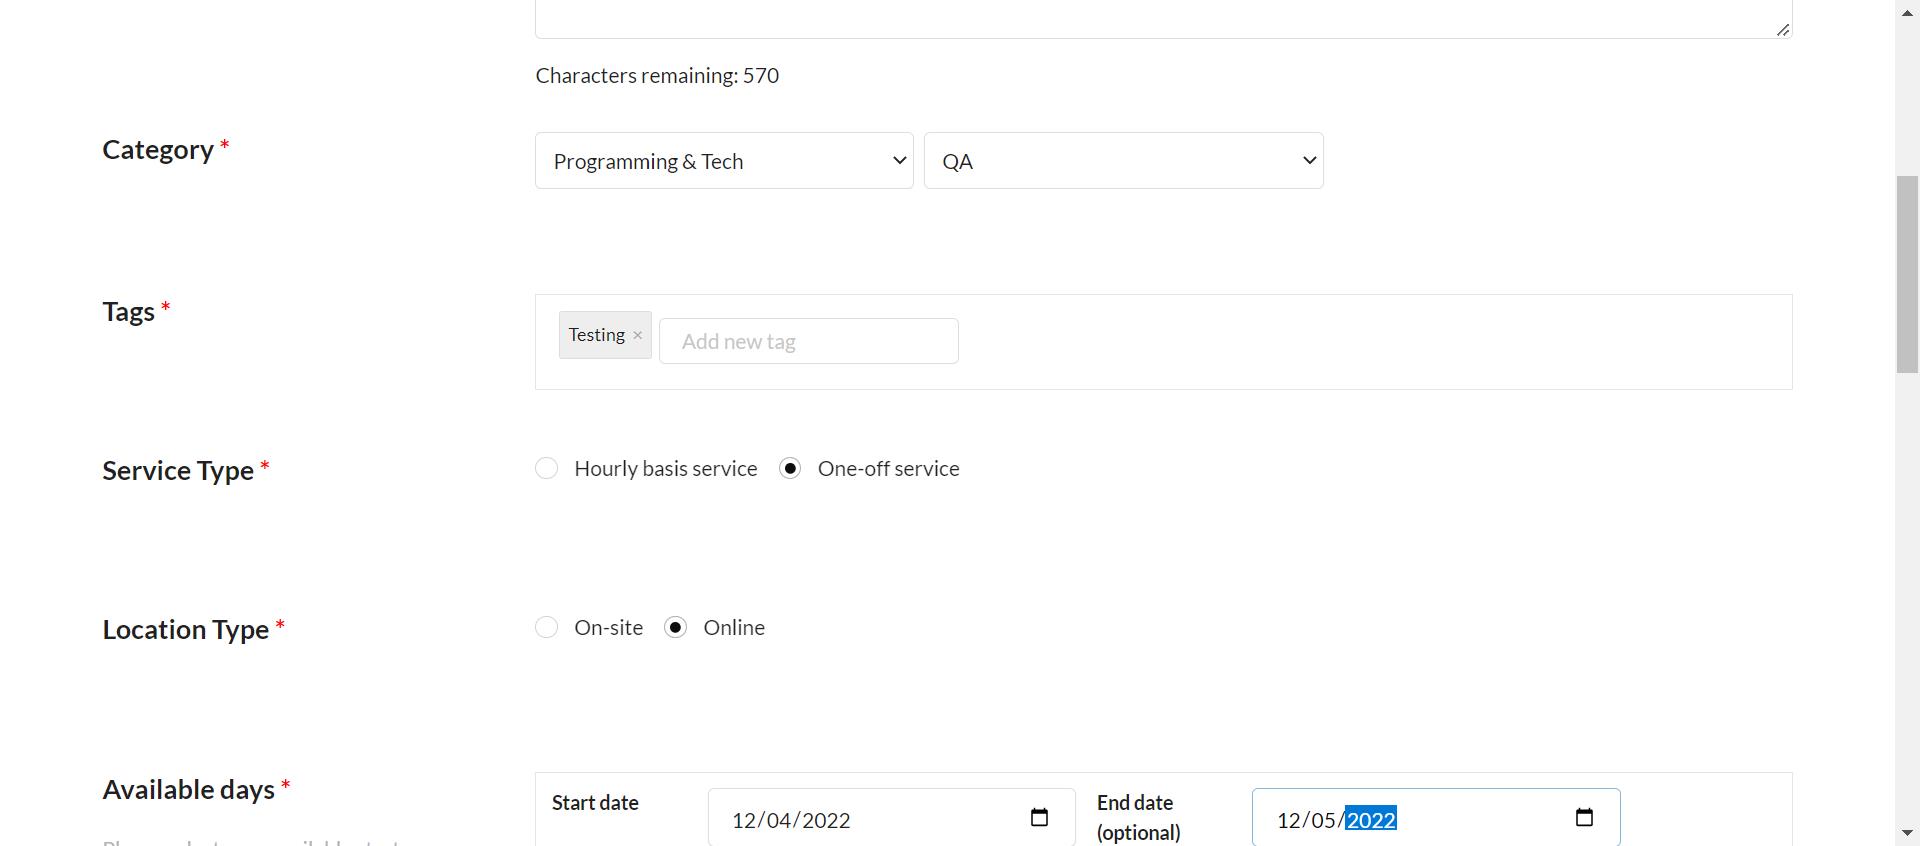 Characters remaining: 570
Category *
Programming & Tech
QA
Tags *
Testing ×
Add new tag
Service Type *
Hourly basis service
One-off service
Location Type *
On-site
Online
Available days *
Start date
12/04/2022
End date
(optional)
12/05/2022